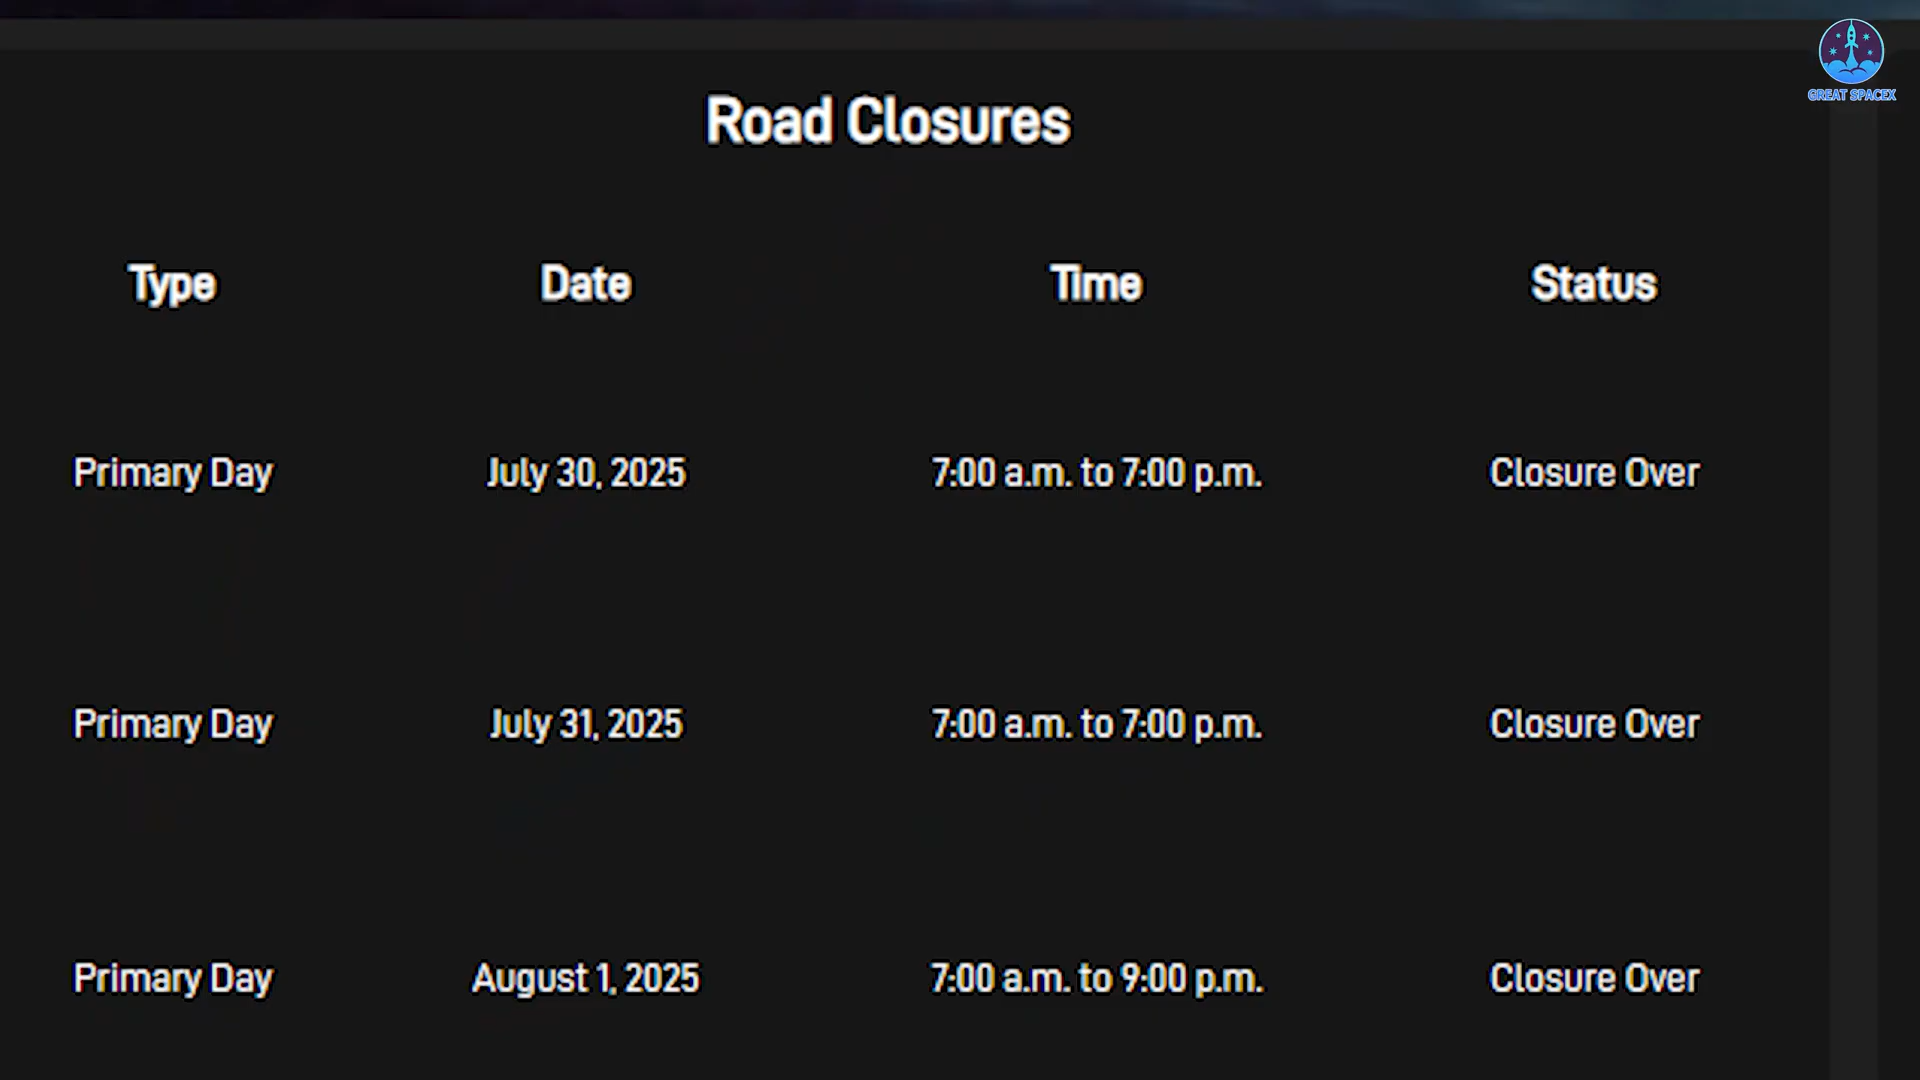 GREAT SPACEX
Road Closures
Type Date Time Status
Primary Day July 30, 2025 7:00 a.m. to 7:00 p.m. Closure Over
Primary Day July 31, 2025 7:00 a.m. to 7:00 p.m. Closure Over
Primary Day August 1, 2025 7:00 a.m. to 9:00 p.m. Closure Over